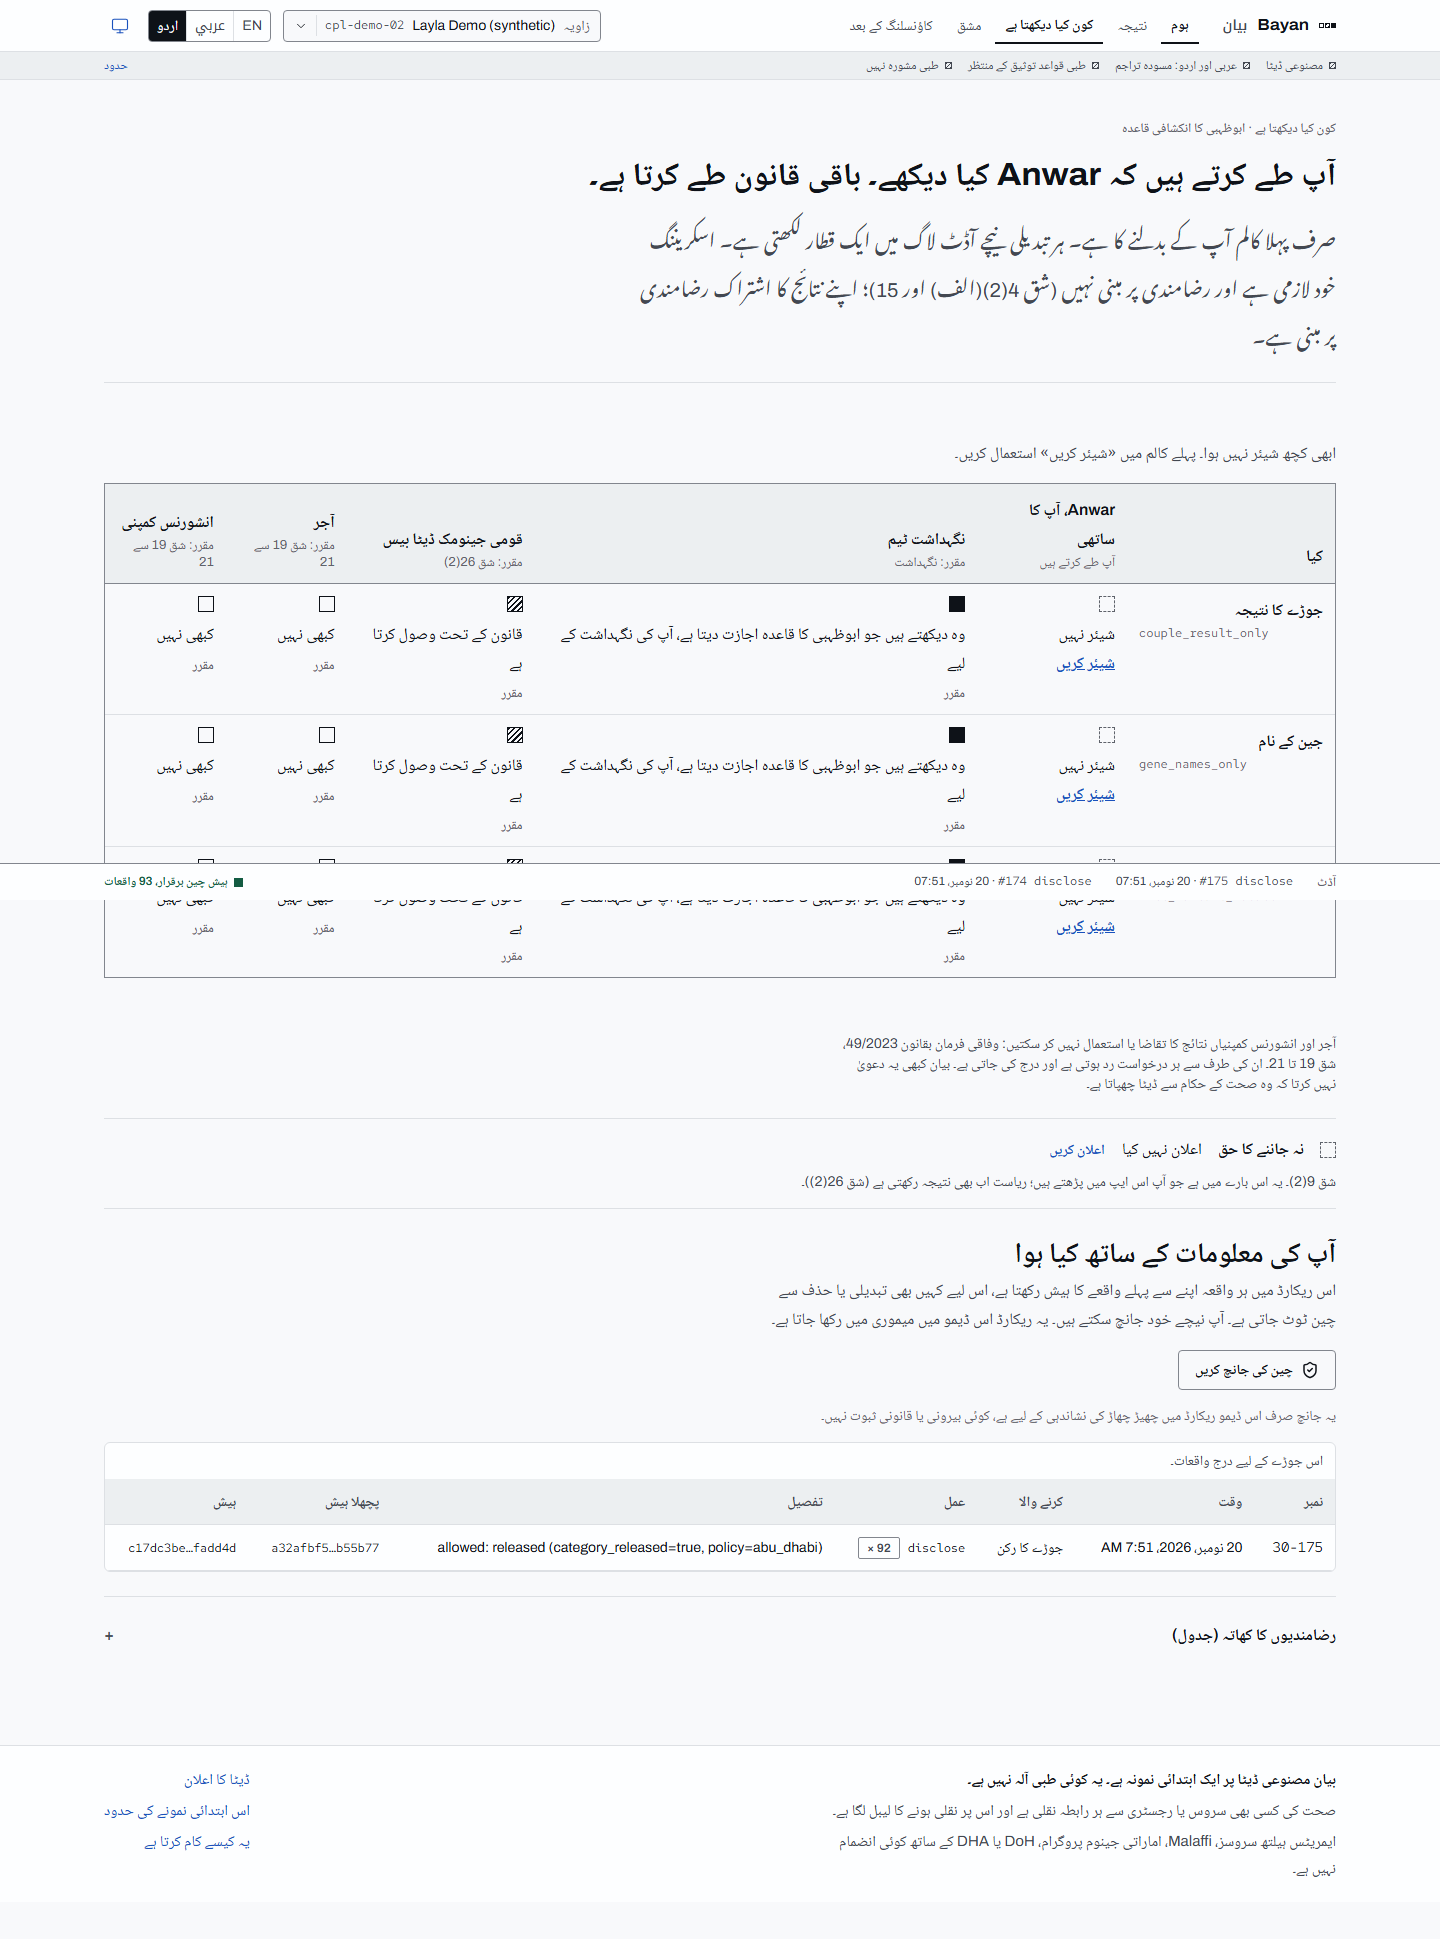 Bayan بیان
ہوم
نتیجہ
کون کیا دیکھتا ہے
مشق
کاؤنسلنگ کے بعد
زاویہ Layla Demo (synthetic) cpl-demo-02
EN
عربي
اردو
مصنوعی ڈیٹا
عربی اور اردو: مسودہ تراجم
طبی قواعد توثیق کے منتظر
طبی مشورہ نہیں
حدود
کون کیا دیکھتا ہے · ابوظہبی کا انکشافی قاعدہ
آپ طے کرتے ہیں کہ Anwar کیا دیکھے۔ باقی قانون طے کرتا ہے۔
صرف پہلا کالم آپ کے بدلنے کا ہے۔ ہر تبدیلی نیچے آڈٹ لاگ میں ایک قطار لکھتی ہے۔ اسکریننگ
خود لازمی ہے اور رضامندی پر مبنی نہیں (شق 4(2)(الف) اور 15)؛ اپنے نتائج کا اشتراک رضامندی
پر مبنی ہے۔
ابھی کچھ شیئر نہیں ہوا۔ پہلے کالم میں «شیئر کریں» استعمال کریں۔
کیا
Anwar، آپ کا
ساتھی
آپ طے کرتے ہیں
نگہداشت ٹیم
مقرر: نگہداشت
قومی جینومک ڈیٹا بیس
مقرر: شق 26(2)
آجر
مقرر: شق 19 سے
21
انشورنس کمپنی
مقرر: شق 19 سے
21
جوڑے کا نتیجہ
couple_result_only
شیئر نہیں
شیئر کریں
وہ دیکھتے ہیں جو ابوظہبی کا قاعدہ اجازت دیتا ہے، آپ کی نگہداشت کے
لیے
مقرر
قانون کے تحت وصول کرتا
ہے
مقرر
کبھی نہیں
مقرر
کبھی نہیں
مقرر
جین کے نام
gene_names_only
شیئر نہیں
شیئر کریں
وہ دیکھتے ہیں جو ابوظہبی کا قاعدہ اجازت دیتا ہے، آپ کی نگہداشت کے
لیے
مقرر
قانون کے تحت وصول کرتا
ہے
مقرر
کبھی نہیں
مقرر
کبھی نہیں
مقرر
آڈٹ
disclose #175 · 20 نومبر، 07:51
disclose #174 · 20 نومبر، 07:51
ہیش چین برقرار، 93 واقعات
شیئر کریں
لیے
مقرر
ہے
مقرر
مقرر
مقرر
آجر اور انشورنس کمپنیاں نتائج کا تقاضا یا استعمال نہیں کر سکتیں: وفاقی فرمان بقانون 49/2023،
شق 19 تا 21۔ ان کی طرف سے ہر درخواست رد ہوتی ہے اور درج کی جاتی ہے۔ بیان کبھی یہ دعویٰ
نہیں کرتا کہ وہ صحت کے حکام سے ڈیٹا چھپاتا ہے۔
نہ جاننے کا حق
اعلان نہیں کیا
اعلان کریں
شق 9(2)۔ یہ اس بارے میں ہے جو آپ اس ایپ میں پڑھتے ہیں؛ ریاست اب بھی نتیجہ رکھتی ہے (شق 26(2))۔
آپ کی معلومات کے ساتھ کیا ہوا
اس ریکارڈ میں ہر واقعہ اپنے سے پہلے واقعے کا ہیش رکھتا ہے، اس لیے کہیں بھی تبدیلی یا حذف سے
چین ٹوٹ جاتی ہے۔ آپ نیچے خود جانچ سکتے ہیں۔ یہ ریکارڈ اس ڈیمو میں میموری میں رکھا جاتا ہے۔
چین کی جانچ کریں
یہ جانچ صرف اس ڈیمو ریکارڈ میں چھیڑ چھاڑ کی نشاندہی کے لیے ہے، کوئی بیرونی یا قانونی ثبوت نہیں۔
اس جوڑے کے لیے درج واقعات۔
نمبر
وقت
کرنے والا
عمل
تفصیل
پچھلا ہیش
ہیش
30-175
20 نومبر، 2026، 7:51 AM
جوڑے کا رکن
disclose × 92
allowed: released (category_released=true, policy=abu_dhabi)
a32afbf5…b55b77
c17dc3be…fadd4d
رضامندیوں کا کھاتہ (جدول)
+
بیان مصنوعی ڈیٹا پر ایک ابتدائی نمونہ ہے۔ یہ کوئی طبی آلہ نہیں ہے۔
صحت کی کسی بھی سروس یا رجسٹری سے ہر رابطہ نقلی ہے اور اس پر نقلی ہونے کا لیبل لگا ہے۔
ایمریٹس ہیلتھ سروسز، Malaffi، اماراتی جینوم پروگرام، DoH یا DHA کے ساتھ کوئی انضمام
نہیں ہے۔
ڈیٹا کا اعلان
اس ابتدائی نمونے کی حدود
یہ کیسے کام کرتا ہے